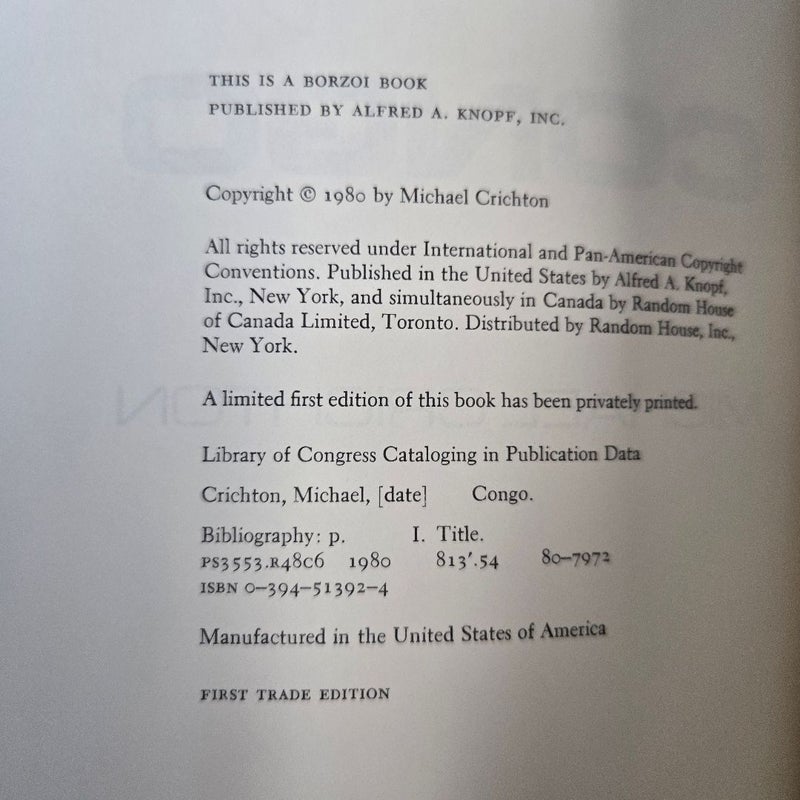 THIS IS A BORZOI BOOK
PUBLISHED BY ALFRED A. KNOPF, INC.
Copyright © 1980 by Michael Crichton
All rights reserved under International and Pan-American Copyright
Conventions. Published in the United States by Alfred A. Knopf,
Inc., New York, and simultaneously in Canada by Random House
of Canada Limited, Toronto. Distributed by Random House, Inc.,
New York.
A limited first edition of this book has been privately printed.
Library of Congress Cataloging in Publication Data
Crichton, Michael, [date] Congo.
Bibliography: p. I. Title.
PS3553.R48C6 1980 813'.54 80-7972
ISBN 0-394-51392-4
Manufactured in the United States of America
FIRST TRADE EDITION